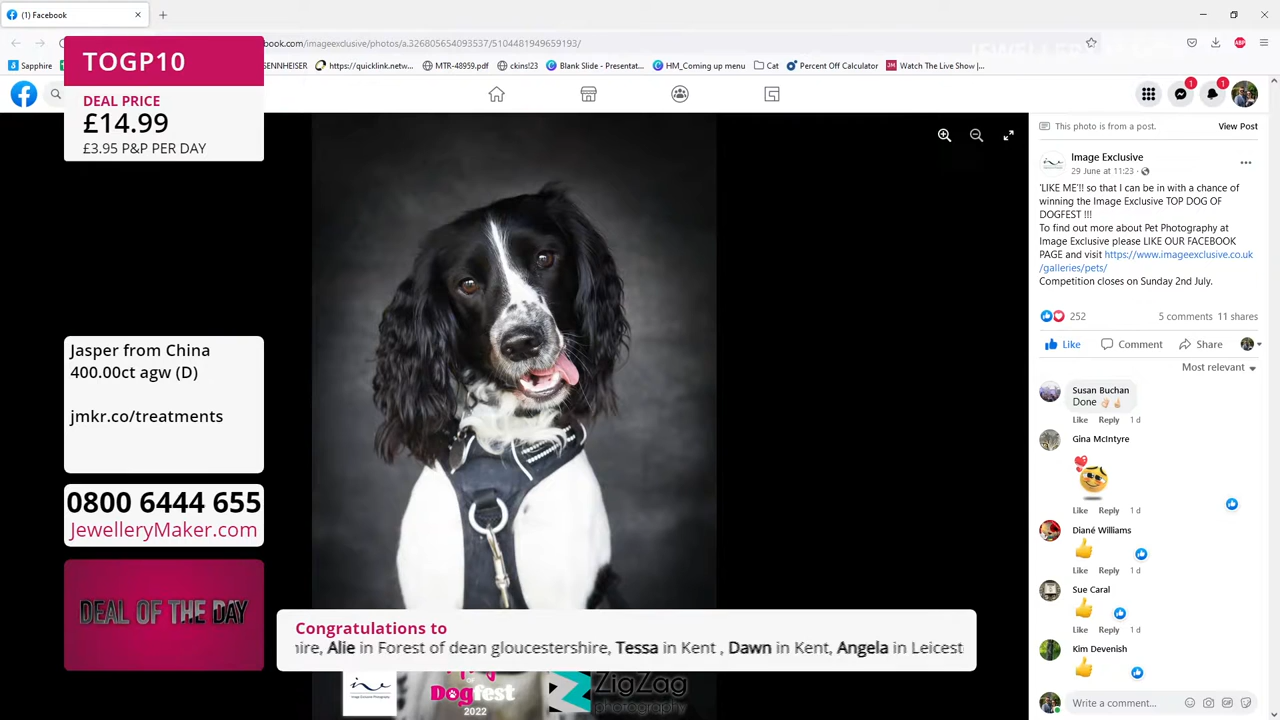 (1) Facebook
book.com/imageexclusive/photos/a.326805654093537/5104481949659193/
Sapphire
SENNHEISER
https://quicklink.netw...
MTR-48959.pdf
ckins!23
Blank Slide - Presentat...
HM_Coming up menu
Cat
Percent Off Calculator
Watch The Live Show |...
TOGP10
DEAL PRICE
£14.99
£3.95 P&P PER DAY
Jasper from China
400.00ct agw (D)
jmkr.co/treatments
0800 6444 655
JewelleryMaker.com
DEAL OF THE DAY
Congratulations to
hire, Alie in Forest of dean gloucestershire, Tessa in Kent , Dawn in Kent, Angela in Leicest
Dogfest
2022
ZigZag
photography
This photo is from a post.
View Post
Image Exclusive
29 June at 11:23
'LIKE ME'!! so that I can be in with a chance of
winning the Image Exclusive TOP DOG OF
DOGFEST !!!
To find out more about Pet Photography at
Image Exclusive please LIKE OUR FACEBOOK
PAGE and visit https://www.imageexclusive.co.uk
/galleries/pets/
Competition closes on Sunday 2nd July.
252
5 comments 11 shares
Like Comment Share
Most relevant
Susan Buchan
Done
Like Reply 1 d
Gina McIntyre
Like Reply 1 d
Diané Williams
Like Reply 1 d
Sue Caral
Like Reply 1 d
Kim Devenish
Like Reply 1 d
Write a comment...